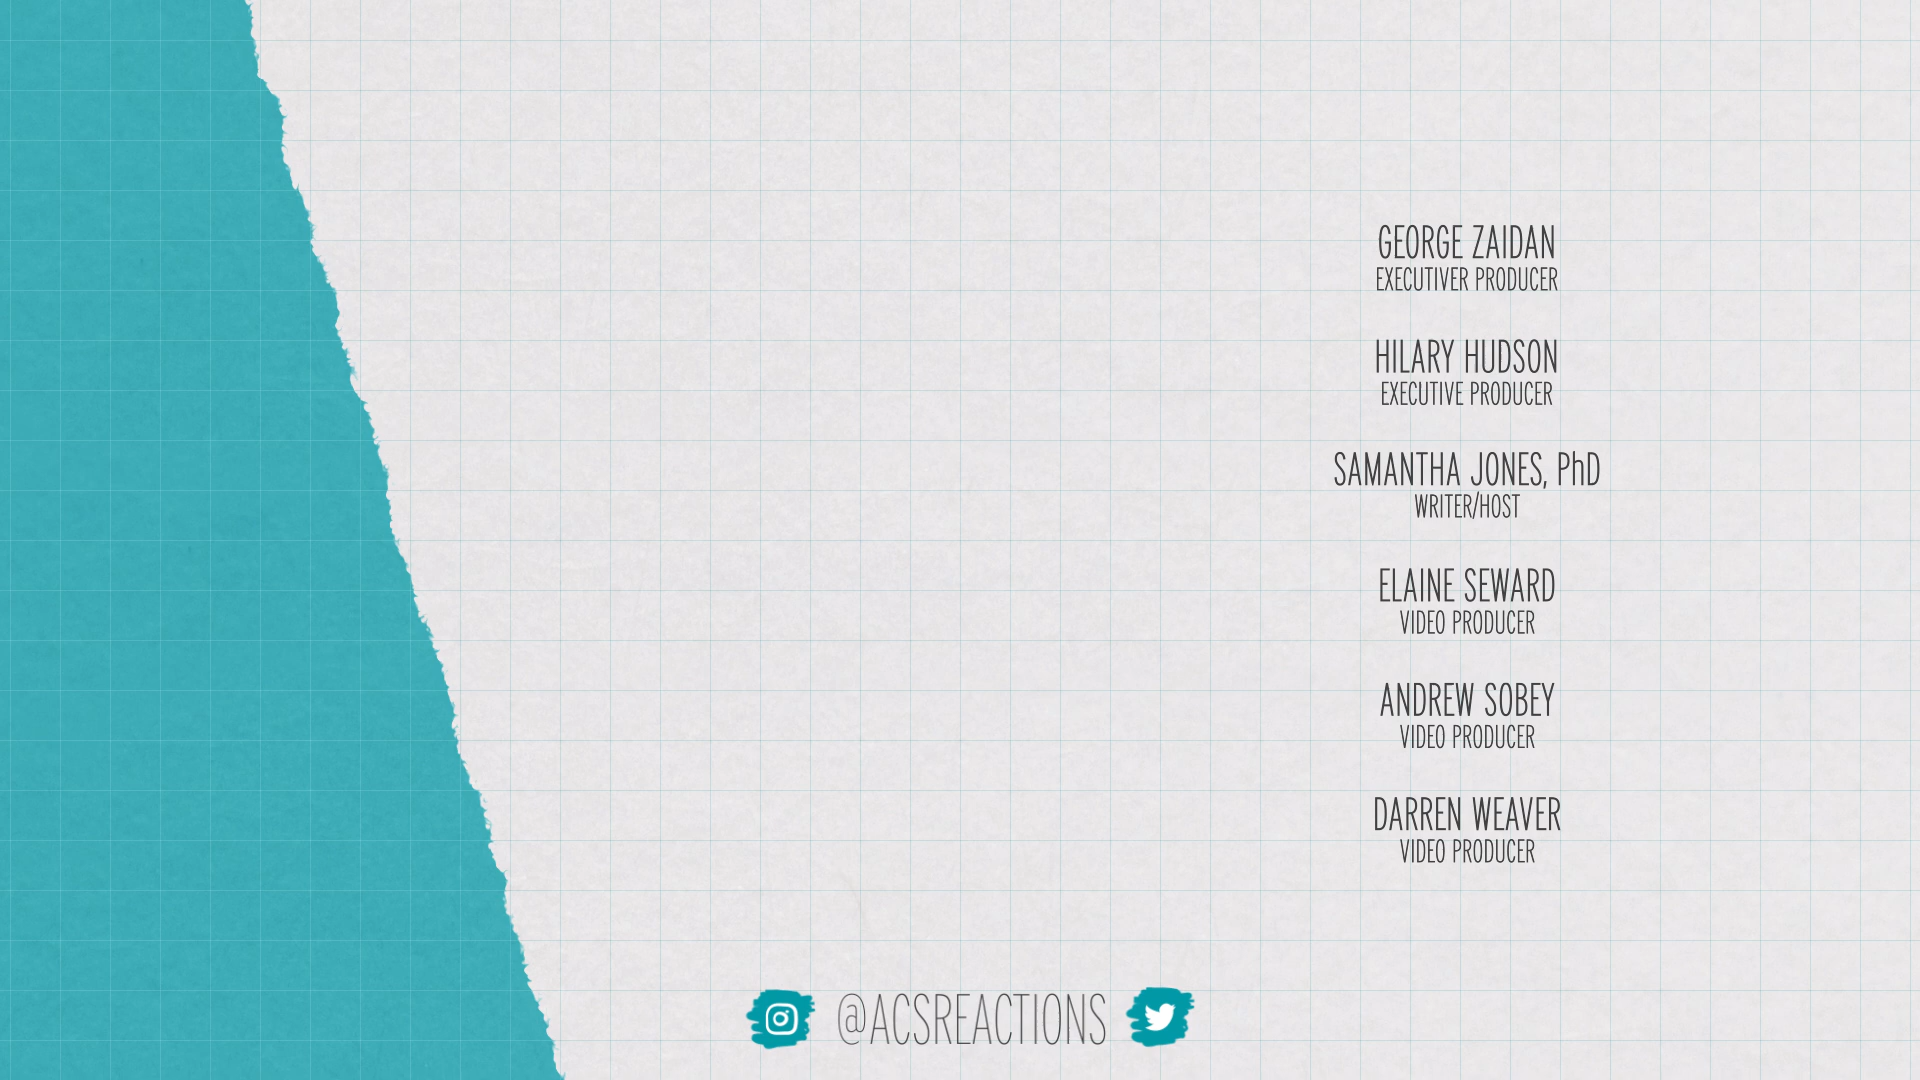 GEORGE ZAIDAN
EXECUTIVER PRODUCER
HILARY HUDSON
EXECUTIVE PRODUCER
SAMANTHA JONES, PhD
WRITER/HOST
ELAINE SEWARD
VIDEO PRODUCER
ANDREW SOBEY
VIDEO PRODUCER
DARREN WEAVER
VIDEO PRODUCER
@ACSREACTIONS